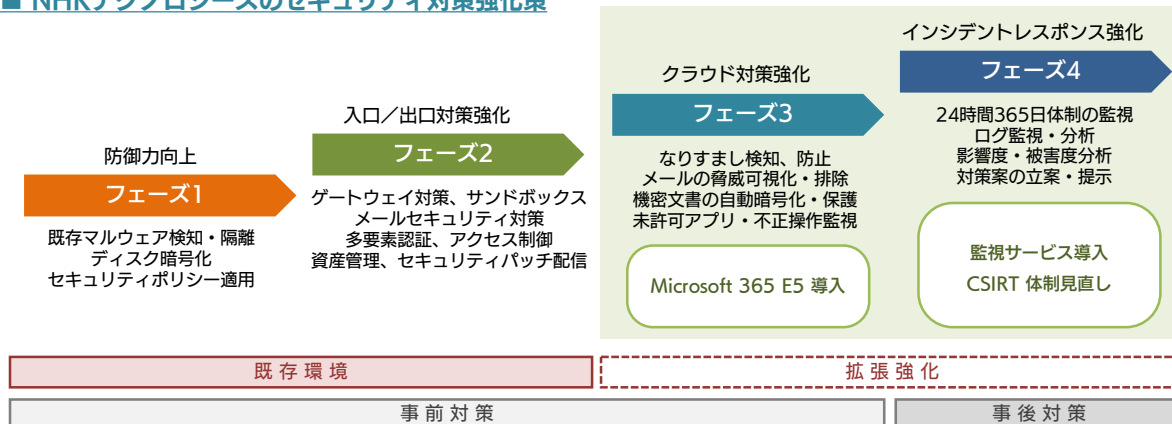 ■ NHKテクノロジーズのセキュリティ対策強化策
防御力向上
フェーズ1
既存マルウェア検知・隔離
ディスク暗号化
セキュリティポリシー適用
入口／出口対策強化
フェーズ2
ゲートウェイ対策、サンドボックス
メールセキュリティ対策
多要素認証、アクセス制御
資産管理、セキュリティパッチ配信
クラウド対策強化
フェーズ3
なりすまし検知、防止
メールの脅威可視化・排除
機密文書の自動暗号化・保護
未許可アプリ・不正操作監視
Microsoft 365 E5 導入
インシデントレスポンス強化
フェーズ4
24時間365日体制の監視
ログ監視・分析
影響度・被害度分析
対策案の立案・提示
監視サービス導入
CSIRT 体制見直し
既存環境
拡張強化
事前対策
事後対策